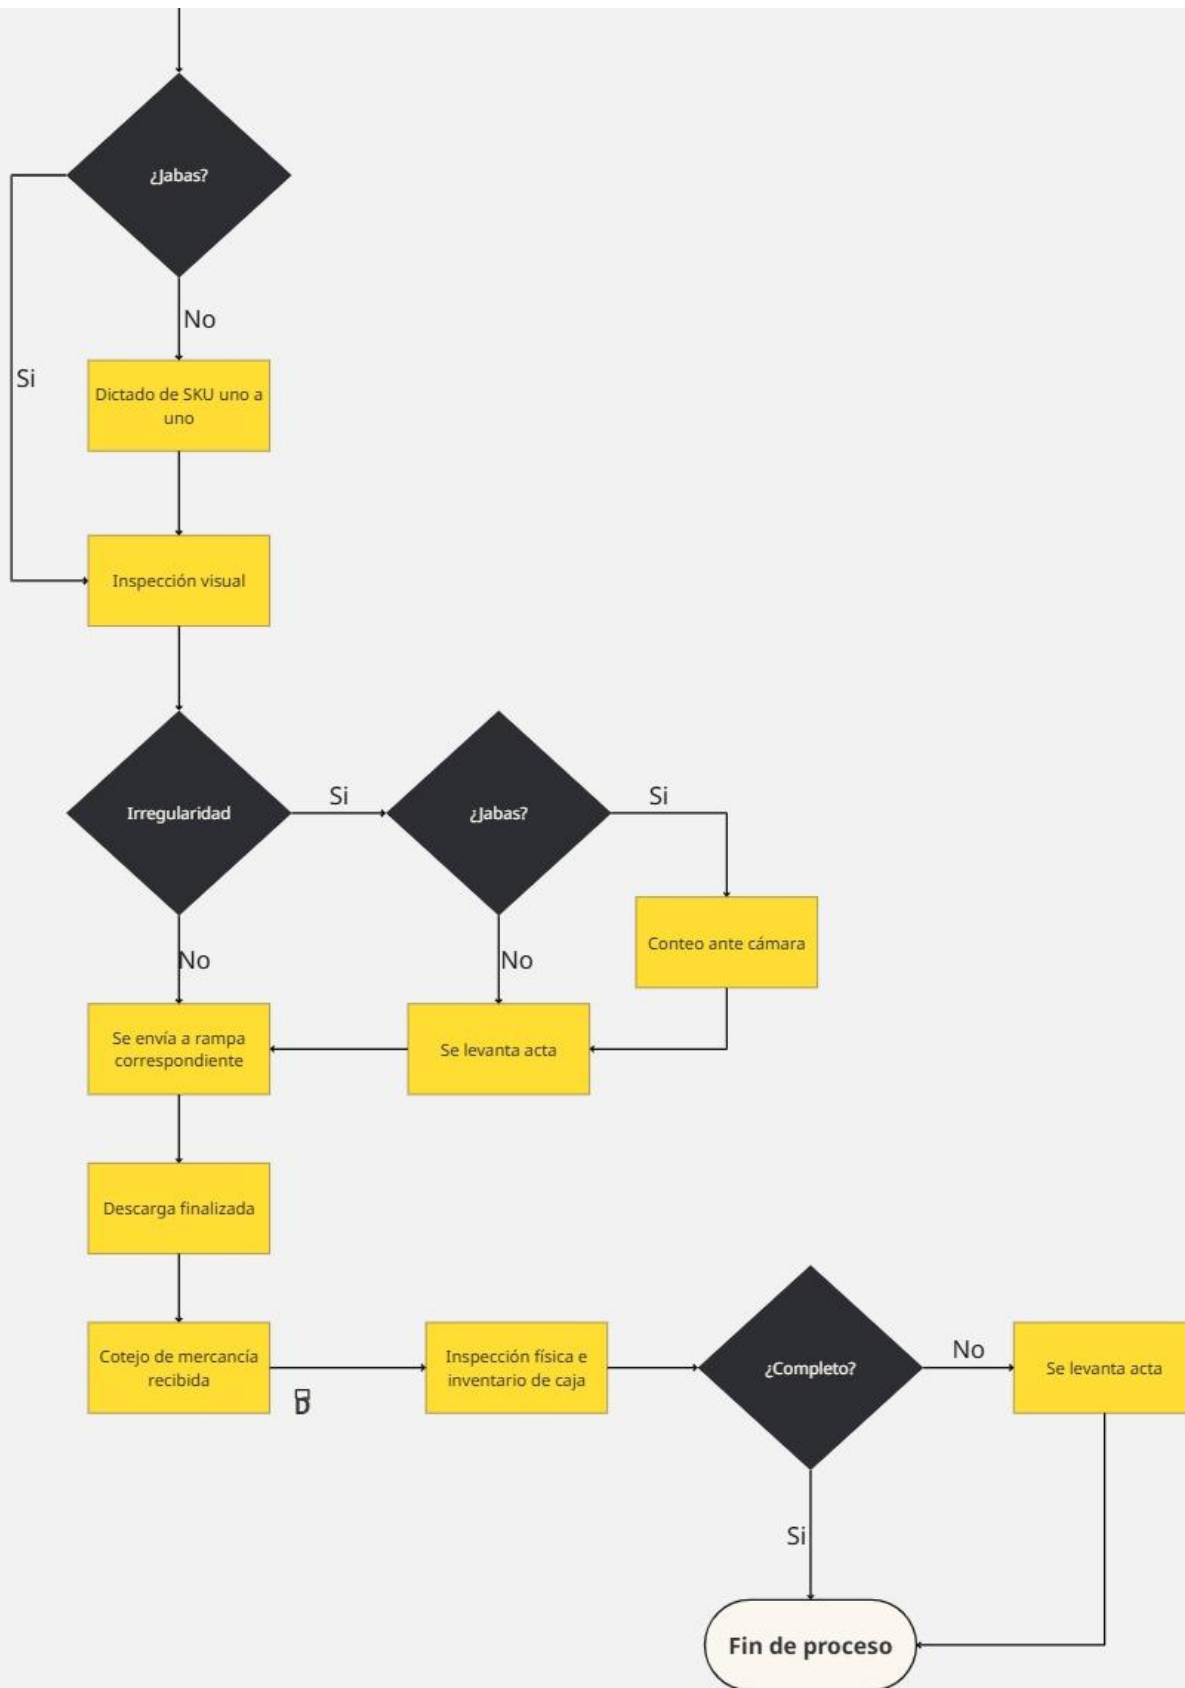 ¿Jabas?
No
Si
Dictado de SKU uno a
uno
Inspección visual
Irregularidad
Si
¿Jabas?
Si
Conteo ante cámara
No
No
Se envía a rampa
correspondiente
Se levanta acta
Descarga finalizada
Cotejo de mercancía
recibida
Inspección física e
inventario de caja
¿Completo?
No
Se levanta acta
Si
Fin de proceso